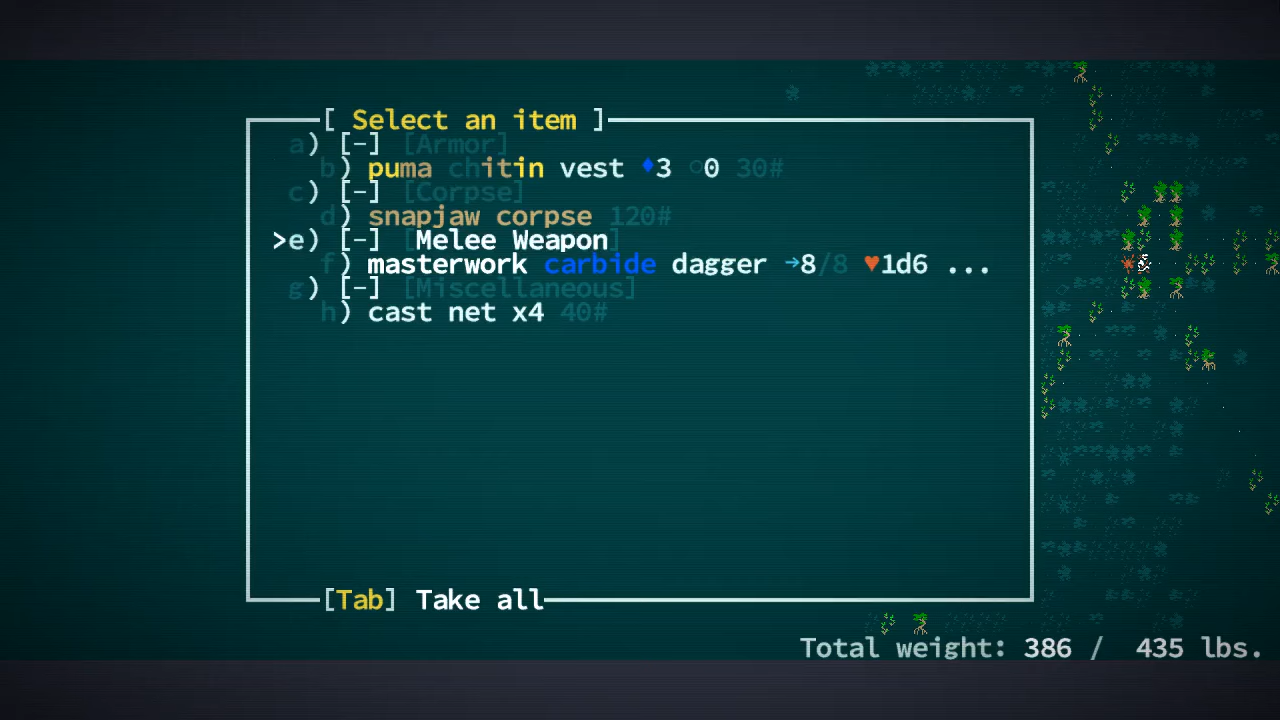 [ Select an item ]
a) [-] [Armor]
b) puma chitin vest ♦3 ○0 30#
c) [-] [Corpse]
d) snapjaw corpse 120#
>e) [-] [Melee Weapon]
f) masterwork carbide dagger →8/8 ♥1d6 ...
g) [-] [Miscellaneous]
h) cast net x4 40#
[Tab] Take all
Total weight: 386 / 435 lbs.